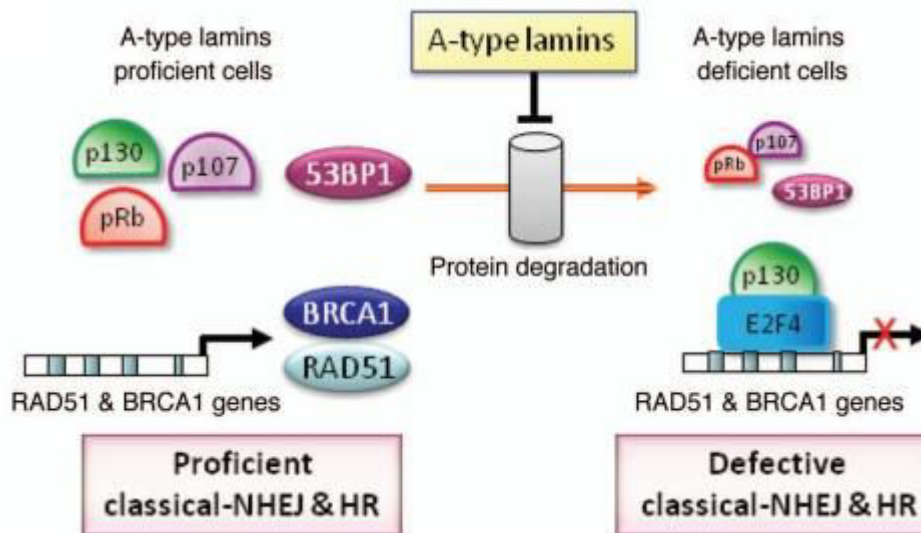 A-type lamins
proficient cells
A-type lamins
A-type lamins
deficient cells
p130
p107
pRb
53BP1
Protein degradation
p107
pRb
53BP1
BRCA1
RAD51
RAD51 & BRCA1 genes
p130
E2F4
X
RAD51 & BRCA1 genes
Proficient
classical-NHEJ & HR
Defective
classical-NHEJ & HR